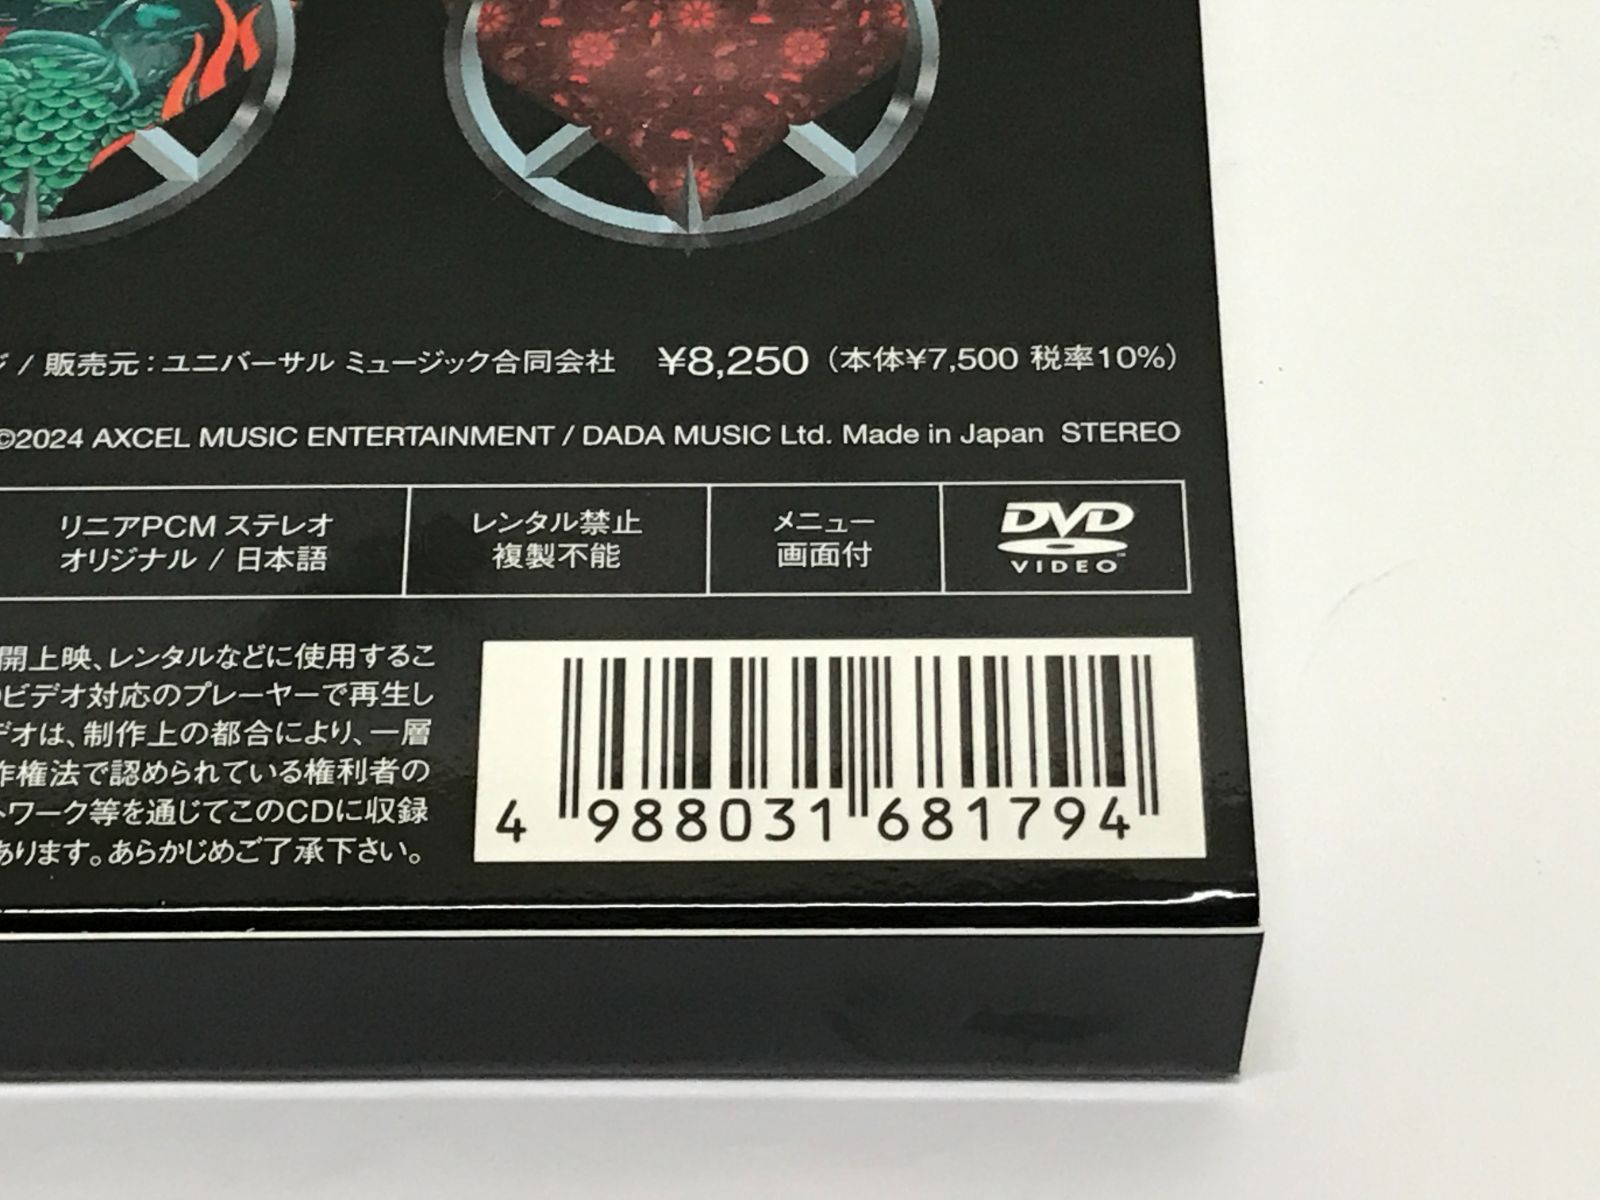 / 販売元：ユニバーサル ミュージック合同会社 ¥8,250（本体¥7,500 税率10%）
©2024 AXCEL MUSIC ENTERTAINMENT / DADA MUSIC Ltd. Made in Japan STEREO
リニアPCM ステレオ
オリジナル / 日本語
レンタル禁止
複製不能
メニュー
画面付
DVD
VIDEO
開上映、レンタルなどに使用するこ
ビデオ対応のプレーヤーで再生し
デオは、制作上の都合により、一層
作権法で認められている権利者の
トワーク等を通じてこのCDに収録
あります。あらかじめご了承下さい。
4 988031 681794